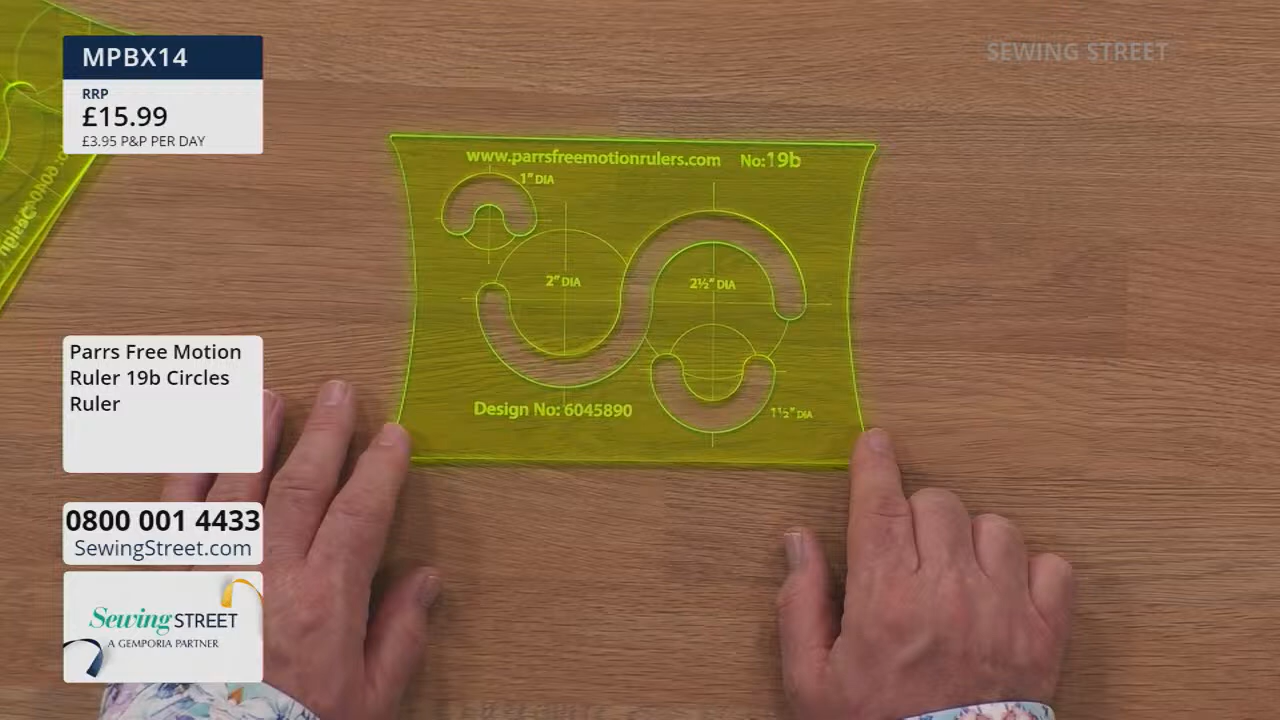 MPBX14
RRP
£15.99
£3.95 P&P PER DAY
SEWING STREET
www.parrsfreemotionrulers.com No:19b
1" DIA
2" DIA
2½" DIA
Design No: 6045890
1½" DIA
Parrs Free Motion
Ruler 19b Circles
Ruler
0800 001 4433
SewingStreet.com
Sewing STREET
A GEMPORIA PARTNER